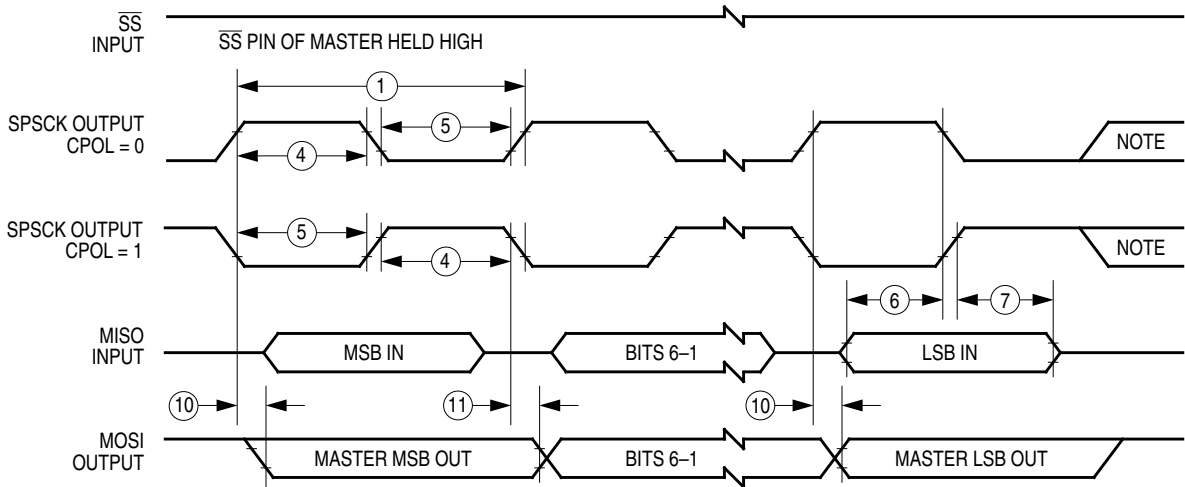 SS
INPUT
SS PIN OF MASTER HELD HIGH
1
SPSCK OUTPUT
CPOL = 0
5
4
NOTE
SPSCK OUTPUT
CPOL = 1
5
4
NOTE
6
7
MISO
INPUT
MSB IN
BITS 6–1
LSB IN
10
11
10
MOSI
OUTPUT
MASTER MSB OUT
BITS 6–1
MASTER LSB OUT